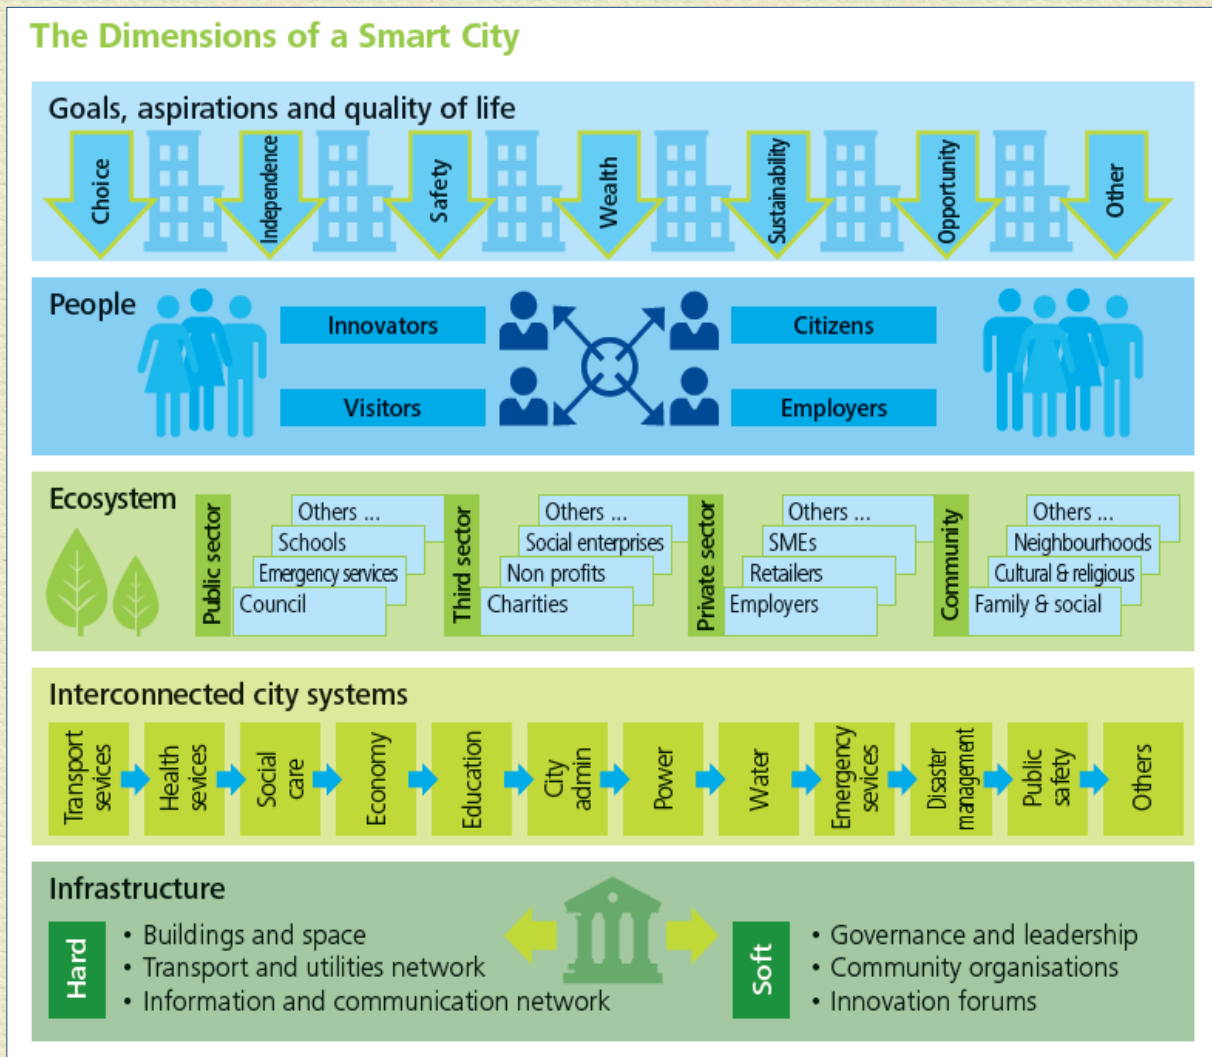 The Dimensions of a Smart City
Goals, aspirations and quality of life
Choice
Independence
Safety
Wealth
Sustainability
Opportunity
Other
People
Innovators
Citizens
Visitors
Employers
Ecosystem
Public sector
Others ...
Schools
Emergency services
Council
Third sector
Others ...
Social enterprises
Non profits
Charities
Private sector
Others ...
SMEs
Retailers
Employers
Community
Others ...
Neighbourhoods
Cultural & religious
Family & social
Interconnected city systems
Transport
sevices
Health
sevices
Social
care
Economy
Education
City
admin
Power
Water
Emergency
sevices
Disaster
management
Public
safety
Others
Infrastructure
Hard
• Buildings and space
• Transport and utilities network
• Information and communication network
Soft
• Governance and leadership
• Community organisations
• Innovation forums